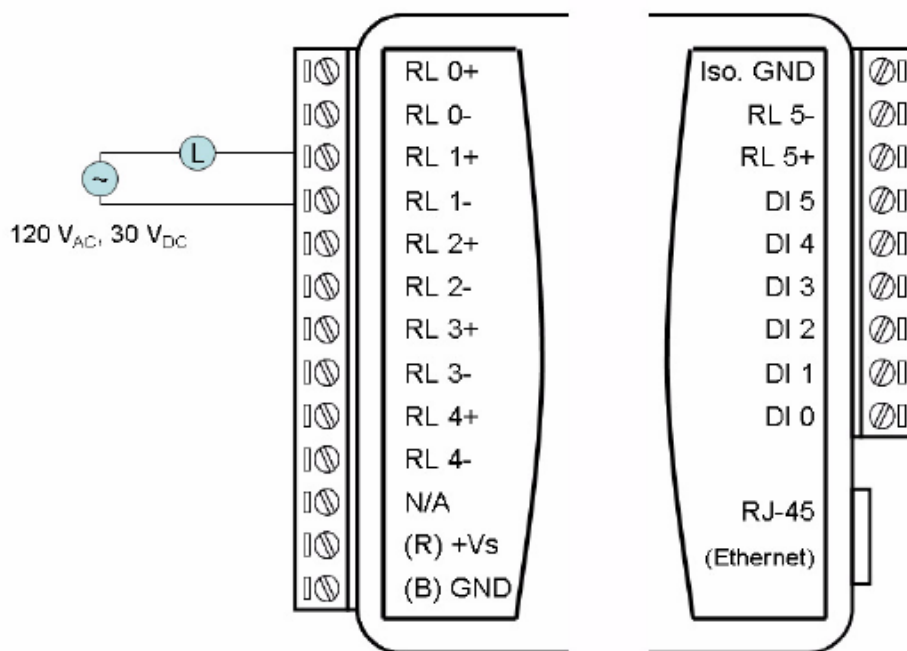 RL 0+
RL 0-
RL 1+
RL 1-
RL 2+
RL 2-
RL 3+
RL 3-
RL 4+
RL 4-
N/A
(R) +Vs
(B) GND
L
~
120 VAC, 30 VDC
Iso. GND
RL 5-
RL 5+
DI 5
DI 4
DI 3
DI 2
DI 1
DI 0
RJ-45
(Ethernet)